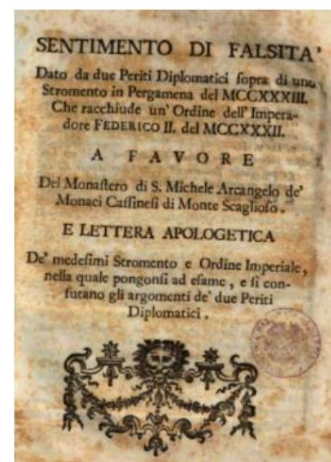 SENTIMENTO DI FALSITA'
Dato da due Periti Diplomatici sopra di uno
Stromento in Pergamena del MCCXXXIII.
Che racchiude un' Ordine dell' Impera-
dore FEDERICO II. del MCCXXXII.
A FAVORE
Del Monastero di S. Michele Arcangelo de'
Monaci Cassinesi di Monte Scaglioso.
E LETTERA APOLOGETICA
De' medesimi Stromento e Ordine Imperiale,
nella quale pongonsi ad esame, e si con-
futano gli argomenti de' due Periti
Diplomatici.